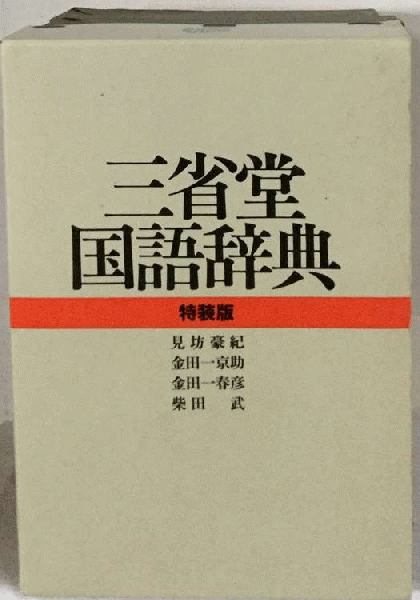 三省堂
国語辞典
特装版
見坊豪紀
金田一京助
金田一春彦
柴田 武